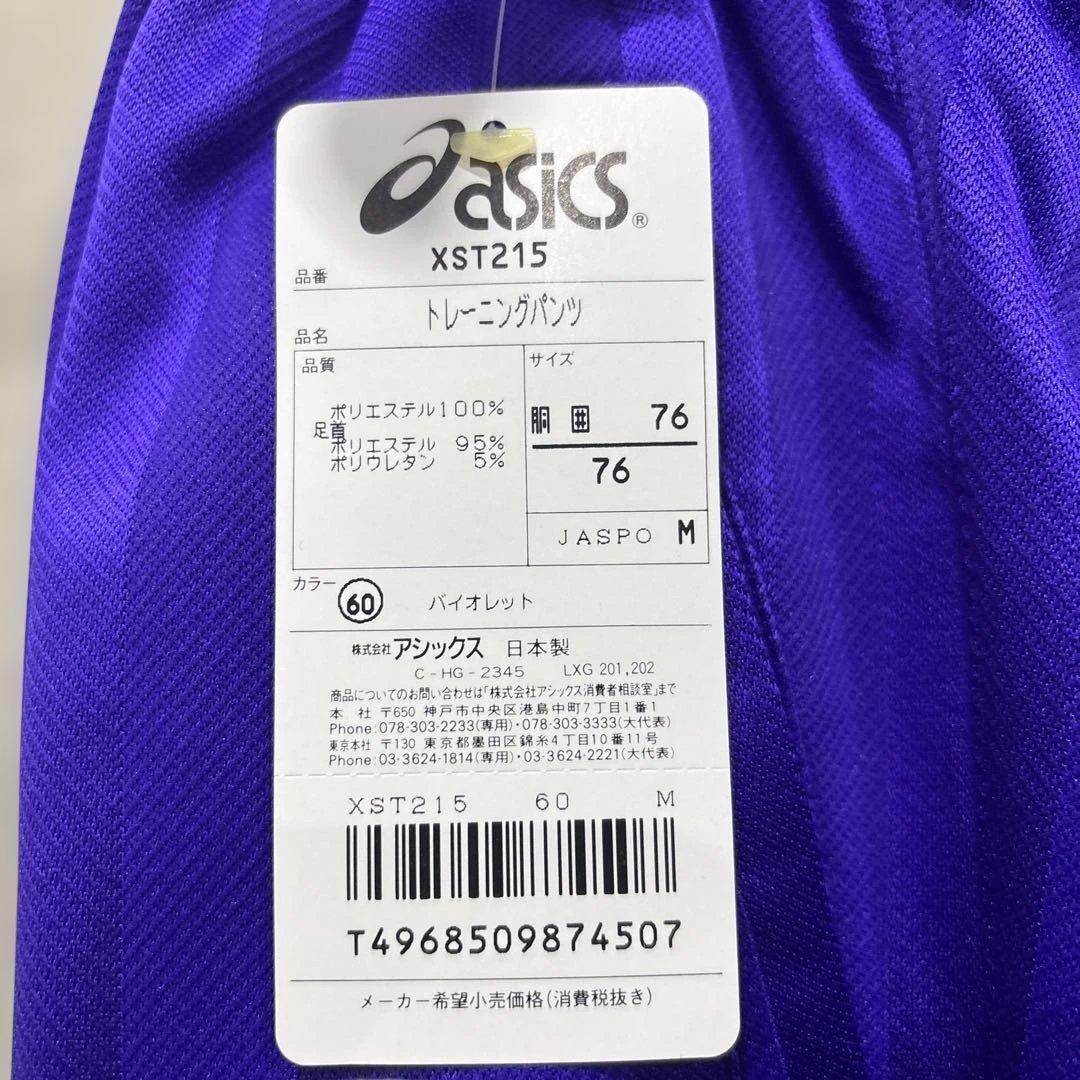 asics®
XST215
品番
トレーニングパンツ
品名
品質
ポリエステル100%
足首
ポリエステル 95%
ポリウレタン 5%
サイズ
胴囲 76
76
JASPO M
カラー 60 バイオレット
株式会社アシックス 日本製
C-HG-2345 LXG 201,202
商品についてのお問い合わせは「株式会社アシックス消費者相談室」まで
本 社 〒650 神戸市中央区港島中町7丁目1番1
Phone:078-303-2233(専用)・078-303-3333(大代表)
東京本社 〒130 東京都墨田区錦糸4丁目10番11号
Phone:03-3624-1814(専用)・03-3624-2221(大代表)
XST215 60 M
T4968509874507
メーカー希望小売価格(消費税抜き)